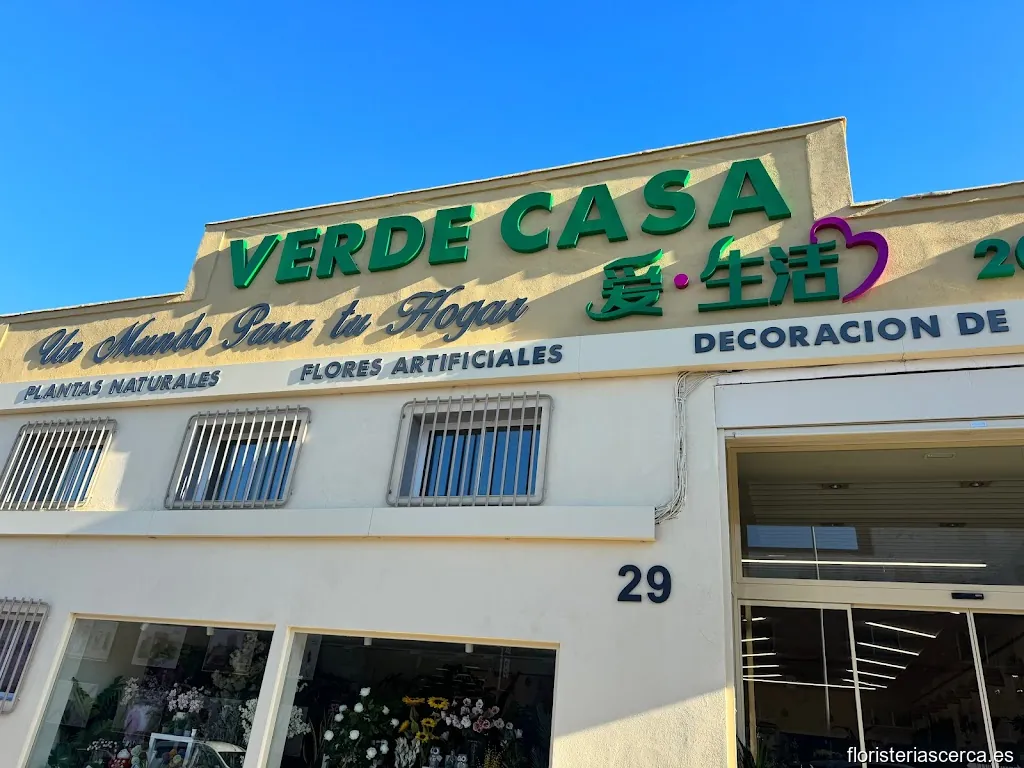 VERDE CASA
爱·生活
Un Mundo Para tu Hogar
PLANTAS NATURALES
FLORES ARTIFICIALES
DECORACION DE
29
floristeriascerca.es